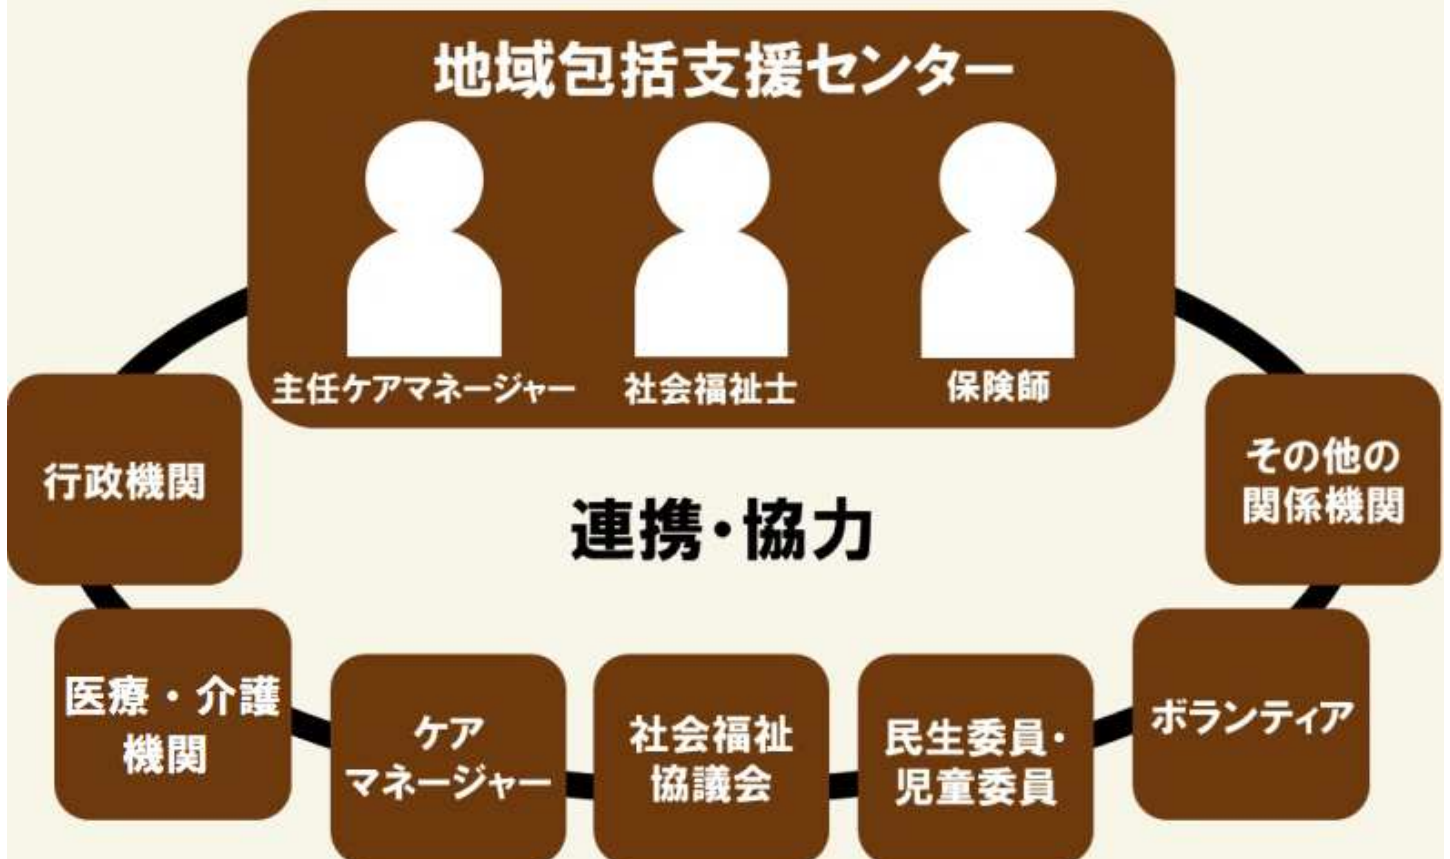 地域包括支援センター
主任ケアマネージャー
社会福祉士
保険師
行政機関
その他の
関係機関
連携・協力
医療・介護
機関
ケア
マネージャー
社会福祉
協議会
民生委員・
児童委員
ボランティア